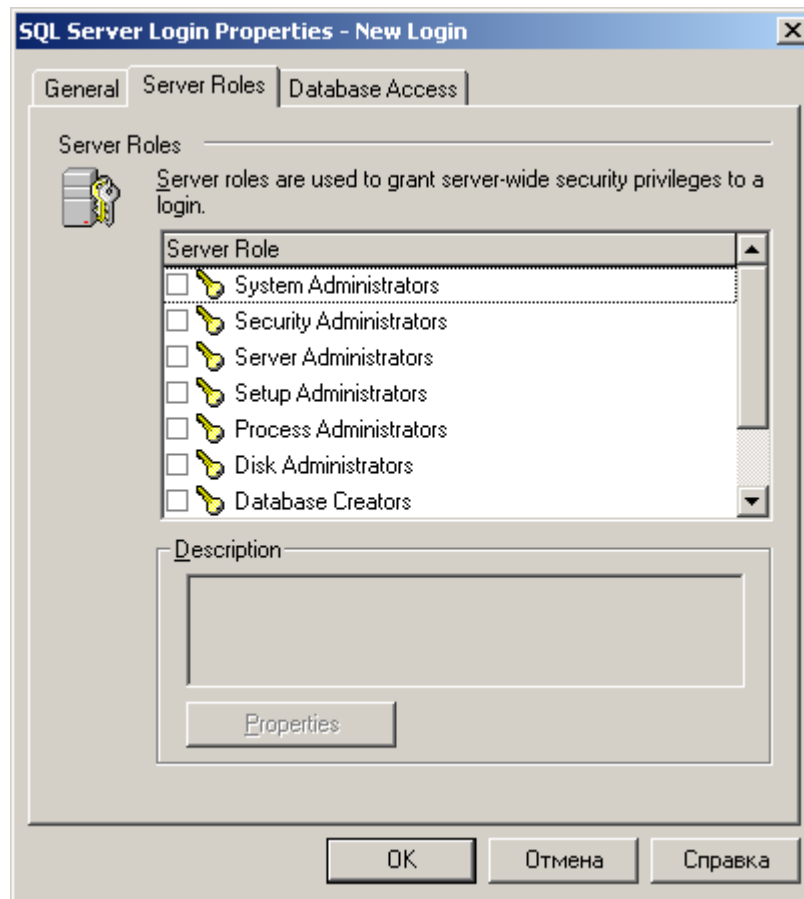 SQL Server Login Properties - New Login
General
Server Roles
Database Access
Server Roles
Server roles are used to grant server-wide security privileges to a
login.
Server Role
System Administrators
Security Administrators
Server Administrators
Setup Administrators
Process Administrators
Disk Administrators
Database Creators
Description
Properties
OK
Отмена
Справка